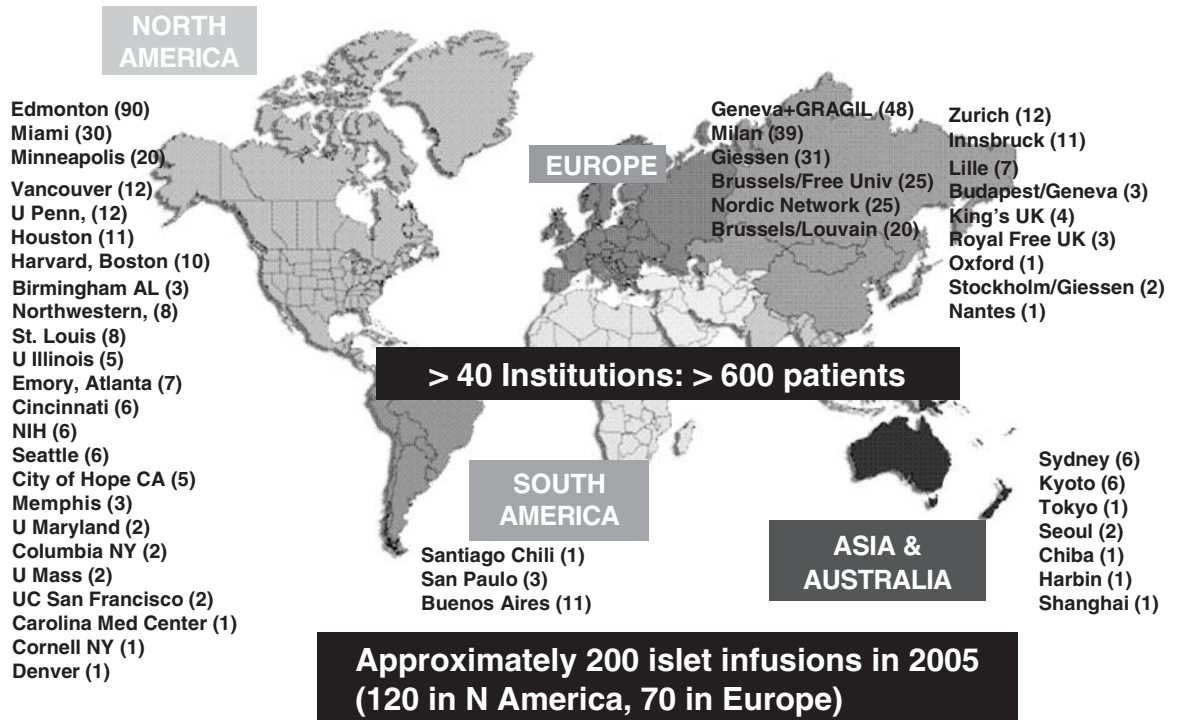 NORTH
AMERICA
Edmonton (90)
Miami (30)
Minneapolis (20)
Vancouver (12)
U Penn, (12)
Houston (11)
Harvard, Boston (10)
Birmingham AL (3)
Northwestern, (8)
St. Louis (8)
U Illinois (5)
Emory, Atlanta (7)
Cincinnati (6)
NIH (6)
Seattle (6)
City of Hope CA (5)
Memphis (3)
U Maryland (2)
Columbia NY (2)
U Mass (2)
UC San Francisco (2)
Carolina Med Center (1)
Cornell NY (1)
Denver (1)
EUROPE
Geneva+GRAGIL (48)
Milan (39)
Giessen (31)
Brussels/Free Univ (25)
Nordic Network (25)
Brussels/Louvain (20)
Zurich (12)
Innsbruck (11)
Lille (7)
Budapest/Geneva (3)
King's UK (4)
Royal Free UK (3)
Oxford (1)
Stockholm/Giessen (2)
Nantes (1)
> 40 Institutions: > 600 patients
SOUTH
AMERICA
Santiago Chili (1)
San Paulo (3)
Buenos Aires (11)
ASIA &
AUSTRALIA
Sydney (6)
Kyoto (6)
Tokyo (1)
Seoul (2)
Chiba (1)
Harbin (1)
Shanghai (1)
Approximately 200 islet infusions in 2005
(120 in N America, 70 in Europe)